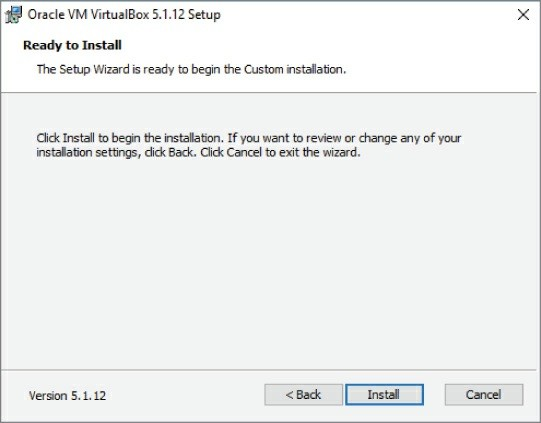 Oracle VM VirtualBox 5.1.12 Setup
Ready to Install
The Setup Wizard is ready to begin the Custom installation.
Click Install to begin the installation. If you want to review or change any of your
installation settings, click Back. Click Cancel to exit the wizard.
Version 5.1.12
< Back
Install
Cancel